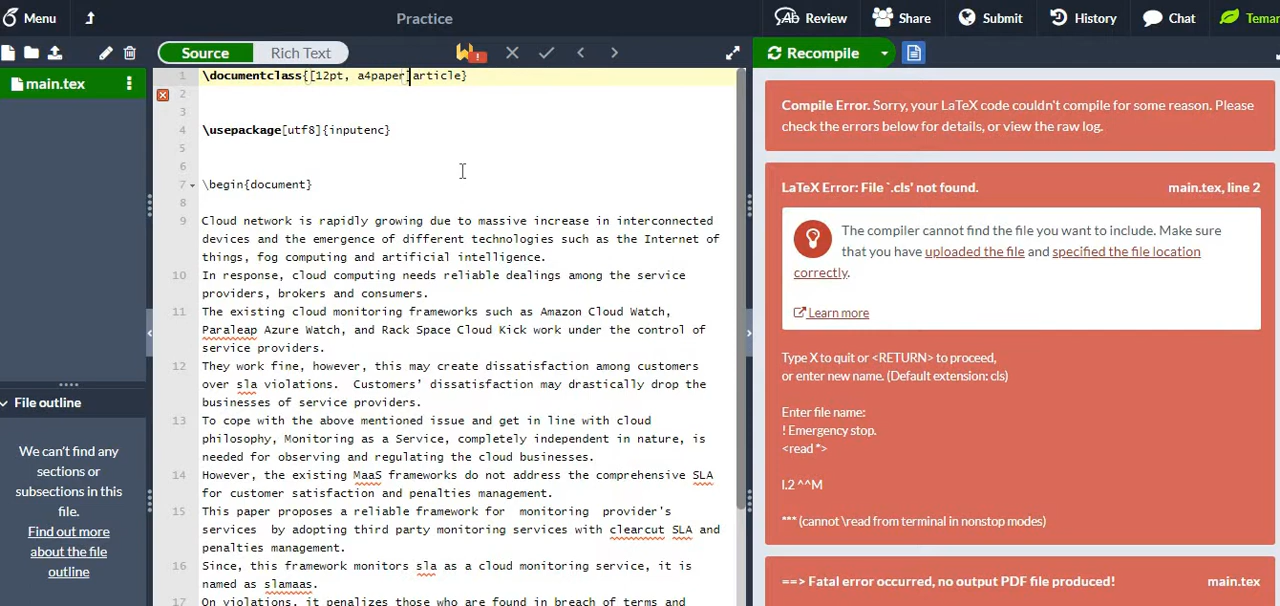 Menu
Practice
Review
Share
Submit
History
Chat
Source
Rich Text
Recompile
main.tex
1 \documentclass{[12pt, a4paper]article}
2
3
4 \usepackage[utf8]{inputenc}
5
6
7 \begin{document}
8
9 Cloud network is rapidly growing due to massive increase in interconnected
devices and the emergence of different technologies such as the Internet of
things, fog computing and artificial intelligence.
10 In response, cloud computing needs reliable dealings among the service
providers, brokers and consumers.
11 The existing cloud monitoring frameworks such as Amazon Cloud Watch,
Paraleap Azure Watch, and Rack Space Cloud Kick work under the control of
service providers.
12 They work fine, however, this may create dissatisfaction among customers
over sla violations.  Customers' dissatisfaction may drastically drop the
businesses of service providers.
13 To cope with the above mentioned issue and get in line with cloud
philosophy, Monitoring as a Service, completely independent in nature, is
needed for observing and regulating the cloud businesses.
14 However, the existing MaaS frameworks do not address the comprehensive SLA
for customer satisfaction and penalties management.
15 This paper proposes a reliable framework for  monitoring  provider's
services  by adopting third party monitoring services with clearcut SLA and
penalties management.
16 Since, this framework monitors sla as a cloud monitoring service, it is
named as slamaas.
17 On violations, it penalizes those who are found in breach of terms and
File outline
We can't find any
sections or
subsections in this
file.
Find out more
about the file
outline
Compile Error. Sorry, your LaTeX code couldn't compile for some reason. Please
check the errors below for details, or view the raw log.
LaTeX Error: File `.cls' not found.
main.tex, line 2
The compiler cannot find the file you want to include. Make sure
that you have uploaded the file and specified the file location
correctly.
Learn more
Type X to quit or <RETURN> to proceed,
or enter new name. (Default extension: cls)
Enter file name:
! Emergency stop.
<read *>
l.2 ^^M
*** (cannot \read from terminal in nonstop modes)
==> Fatal error occurred, no output PDF file produced!
main.tex